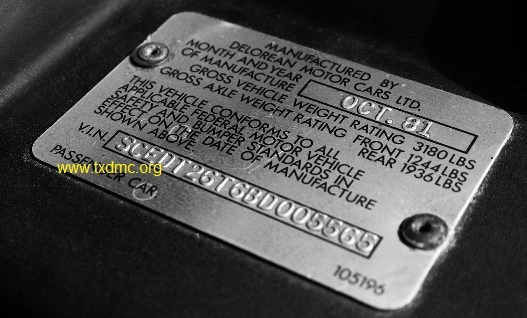 MANUFACTURED BY
DELOREAN MOTOR CARS LTD.
MONTH AND YEAR
OF MANUFACTURE OCT. 81
GROSS VEHICLE WEIGHT RATING 3180 LBS
GROSS AXLE WEIGHT RATING FRONT 1244 LBS
REAR 1936 LBS
THIS VEHICLE CONFORMS TO ALL
APPLICABLE FEDERAL MOTOR VEHICLE
SAFETY AND BUMPER STANDARDS IN
EFFECT ON THE DATE OF MANUFACTURE
SHOWN ABOVE.
V.I.N. SCEDT26T6BD005565
PASSENGER CAR
105196
www.txdmc.org